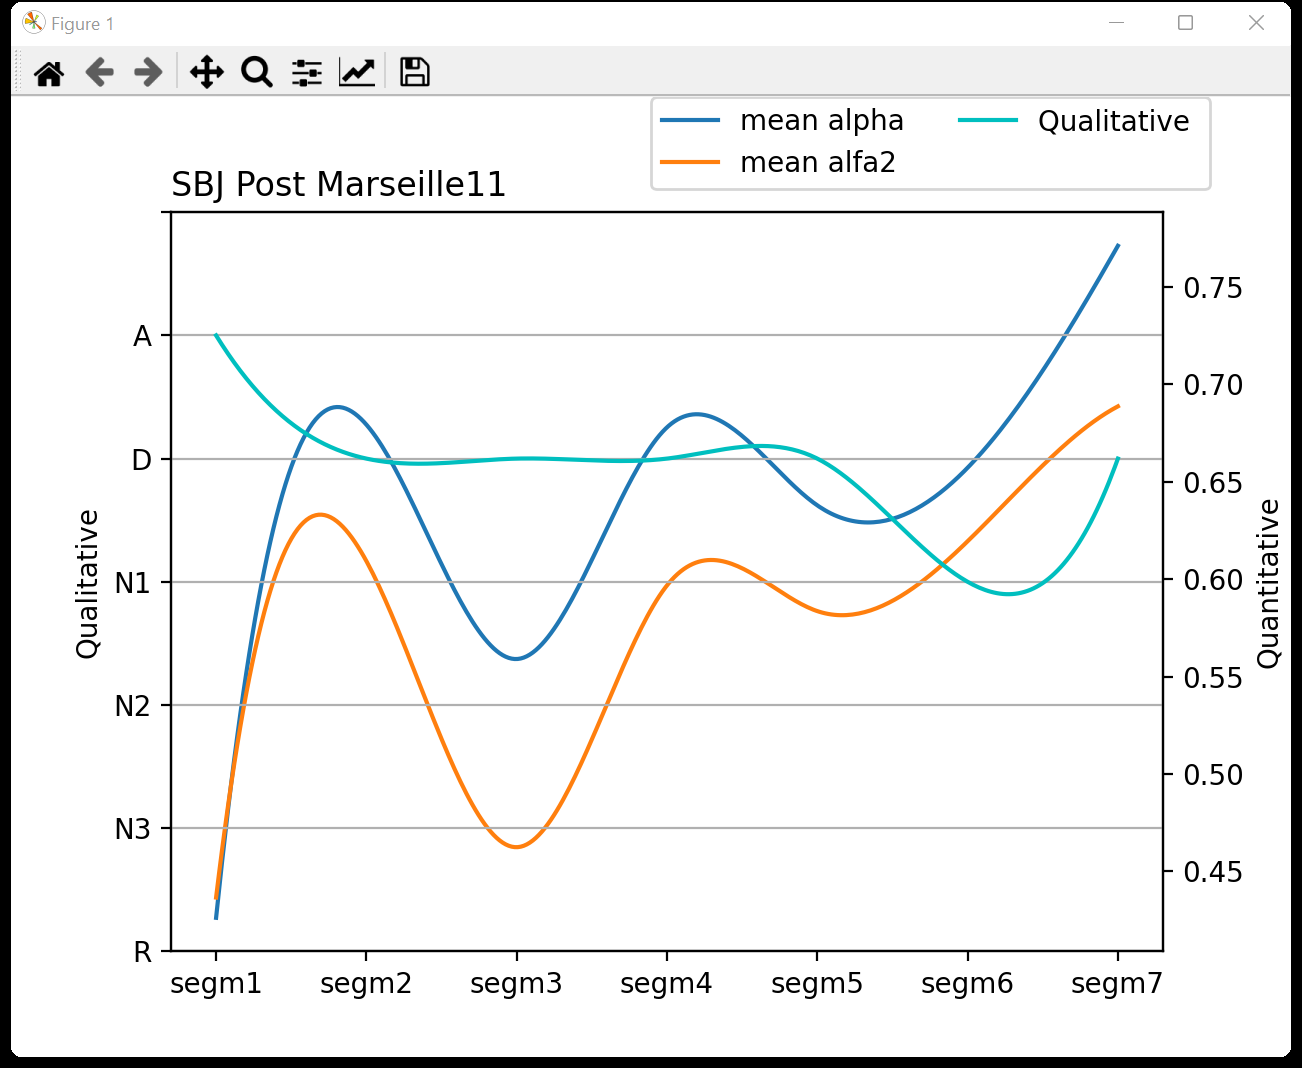 Figure 1
mean alpha
Qualitative
mean alfa2
SBJ Post Marseille11
A
D
N1
N2
N3
R
Qualitative
0.75
0.70
0.65
0.60
0.55
0.50
0.45
Quantitative
segm1 segm2 segm3 segm4 segm5 segm6 segm7